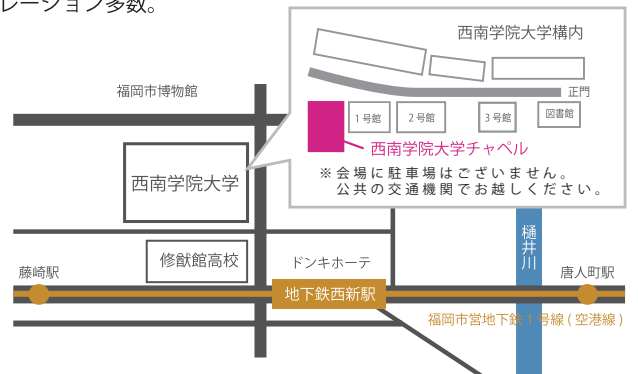 レーション多数。
西南学院大学構内
正門
福岡市博物館
1号館
2号館
3号館
図書館
西南学院大学チャペル
※会場に駐車場はございません。
公共の交通機関でお越しください。
西南学院大学
樋井川
修猷館高校
ドンキホーテ
藤崎駅
唐人町駅
地下鉄西新駅
福岡市営地下鉄1号線(空港線)